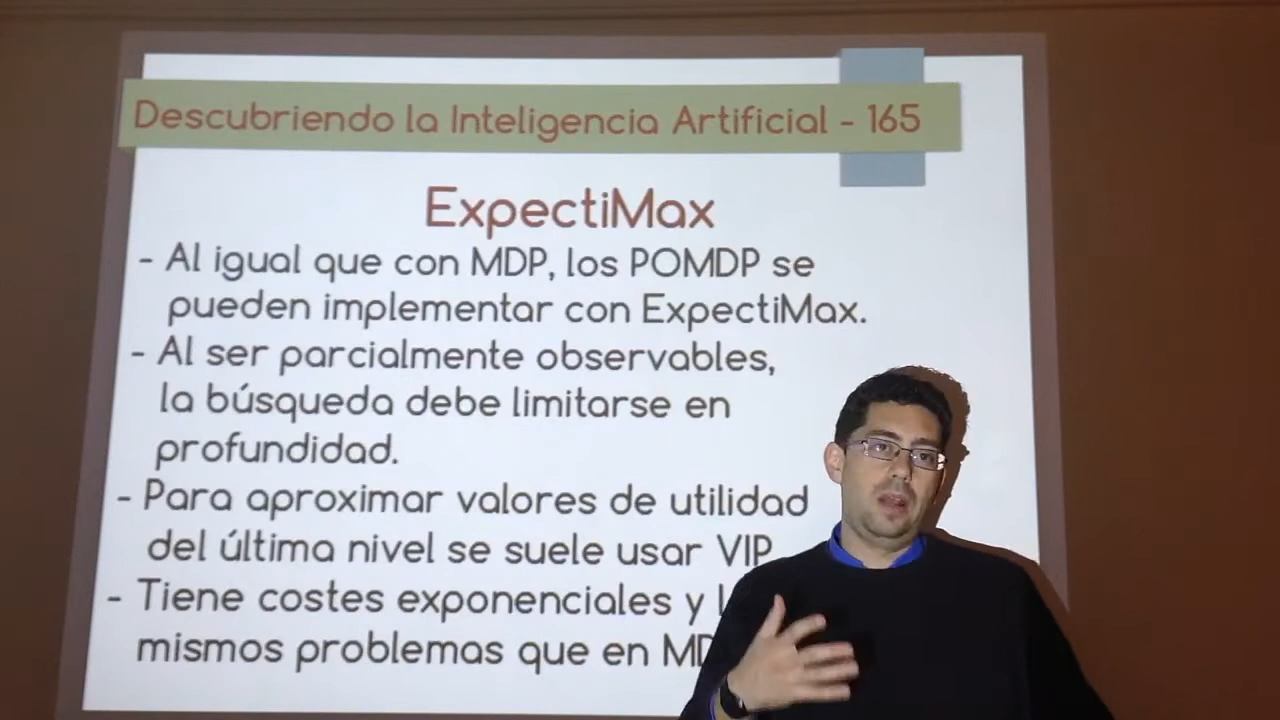 Descubriendo la Inteligencia Artificial - 165
ExpectiMax
- Al igual que con MDP, los POMDP se
pueden implementar con ExpectiMax.
- Al ser parcialmente observables,
la búsqueda debe limitarse en
profundidad.
- Para aproximar valores de utilidad
del última nivel se suele usar VIP
- Tiene costes exponenciales y
mismos problemas que en